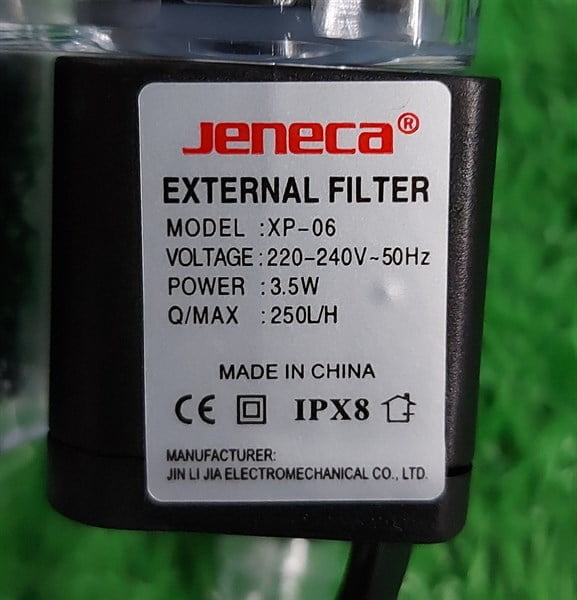 Jeneca®
EXTERNAL FILTER
MODEL :XP-06
VOLTAGE:220-240V~50Hz
POWER :3.5W
Q/MAX :250L/H
MADE IN CHINA
CE IPX8
MANUFACTURER:
JIN LI JIA ELECTROMECHANICAL CO., LTD.